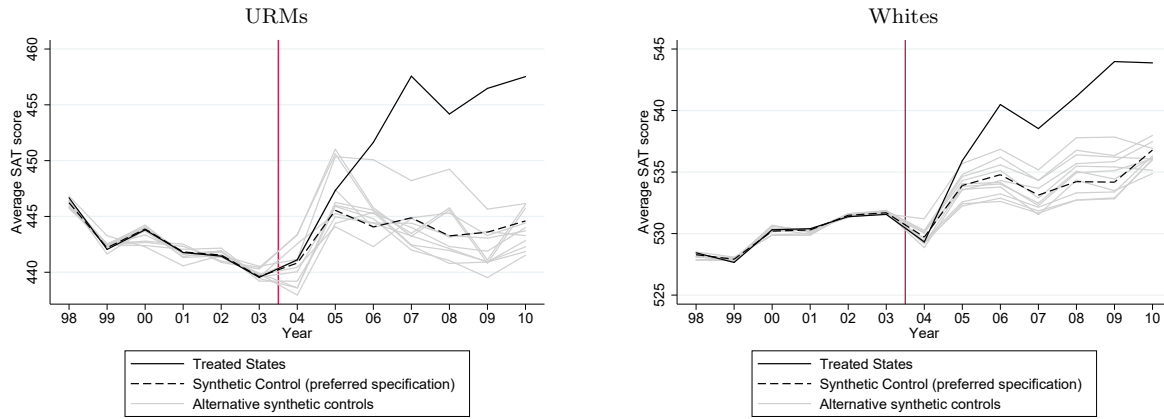 URMs
Average SAT score
460
455
450
445
440
98 99 00 01 02 03 04 05 06 07 08 09 10
Year
Treated States
Synthetic Control (preferred specification)
Alternative synthetic controls
Whites
Average SAT score
545
540
535
530
525
98 99 00 01 02 03 04 05 06 07 08 09 10
Year
Treated States
Synthetic Control (preferred specification)
Alternative synthetic controls